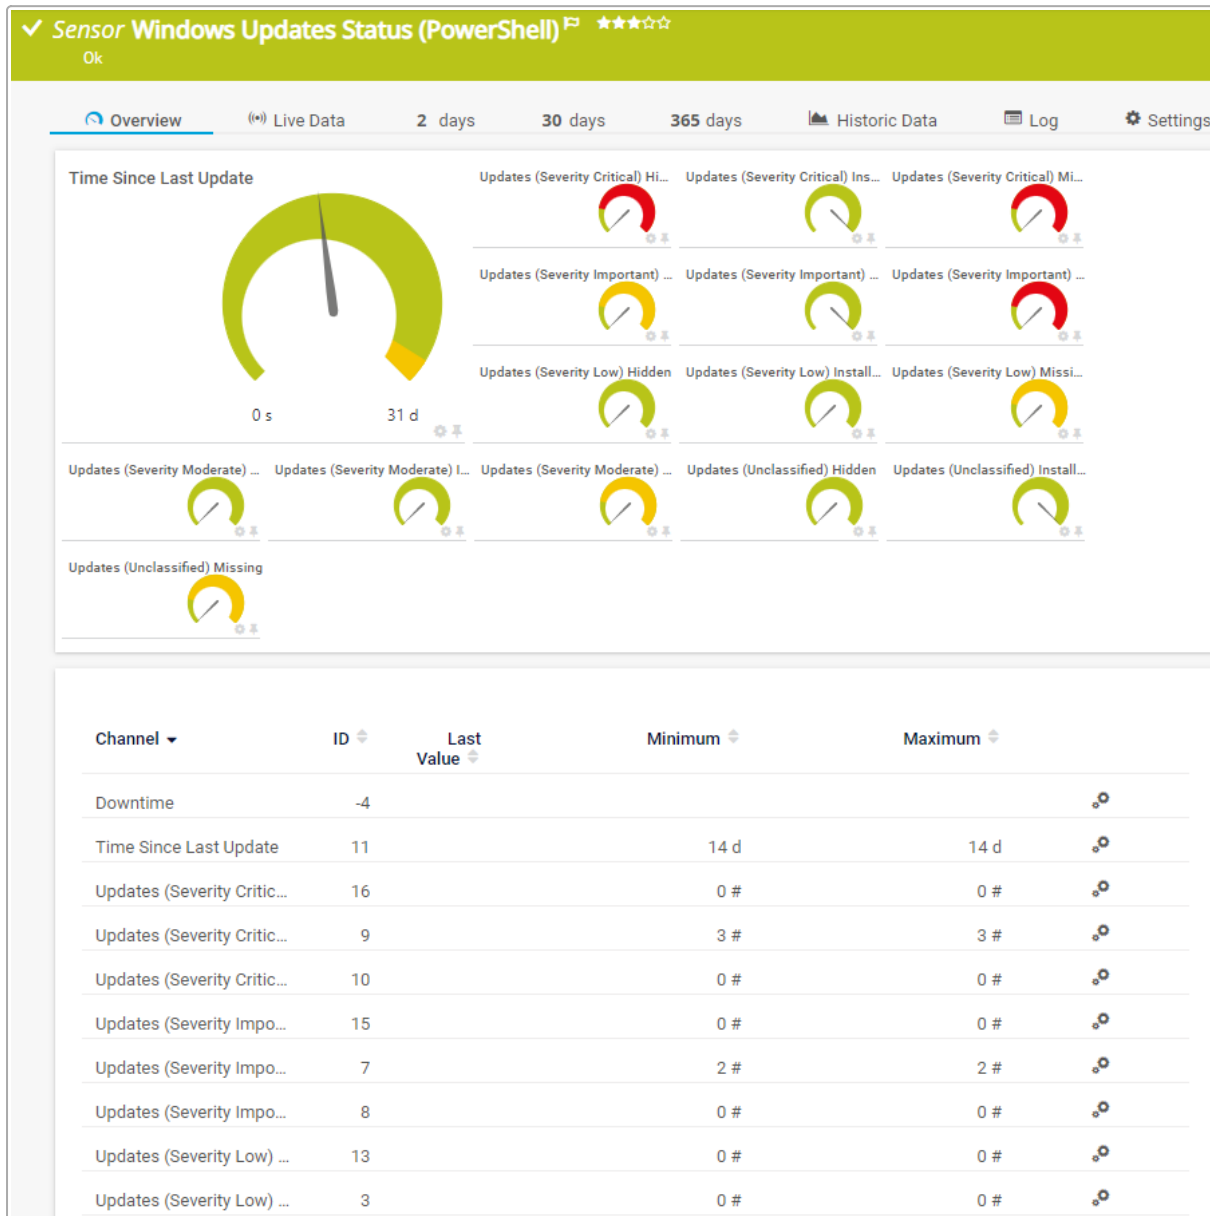 Sensor Windows Updates Status (PowerShell)
Ok
Overview Live Data 2 days 30 days 365 days Historic Data Log Settings
Time Since Last Update
0 s 31 d
Updates (Severity Critical) Hi... Updates (Severity Critical) Ins... Updates (Severity Critical) Mi...
Updates (Severity Important) ... Updates (Severity Important) ... Updates (Severity Important) ...
Updates (Severity Low) Hidden Updates (Severity Low) Install... Updates (Severity Low) Missi...
Updates (Severity Moderate) ... Updates (Severity Moderate) I... Updates (Severity Moderate) ... Updates (Unclassified) Hidden Updates (Unclassified) Install...
Updates (Unclassified) Missing
Channel ID Last Value Minimum Maximum
Downtime -4
Time Since Last Update 11 14 d 14 d
Updates (Severity Critic... 16 0 # 0 #
Updates (Severity Critic... 9 3 # 3 #
Updates (Severity Critic... 10 0 # 0 #
Updates (Severity Impo... 15 0 # 0 #
Updates (Severity Impo... 7 2 # 2 #
Updates (Severity Impo... 8 0 # 0 #
Updates (Severity Low) ... 13 0 # 0 #
Updates (Severity Low) ... 3 0 # 0 #